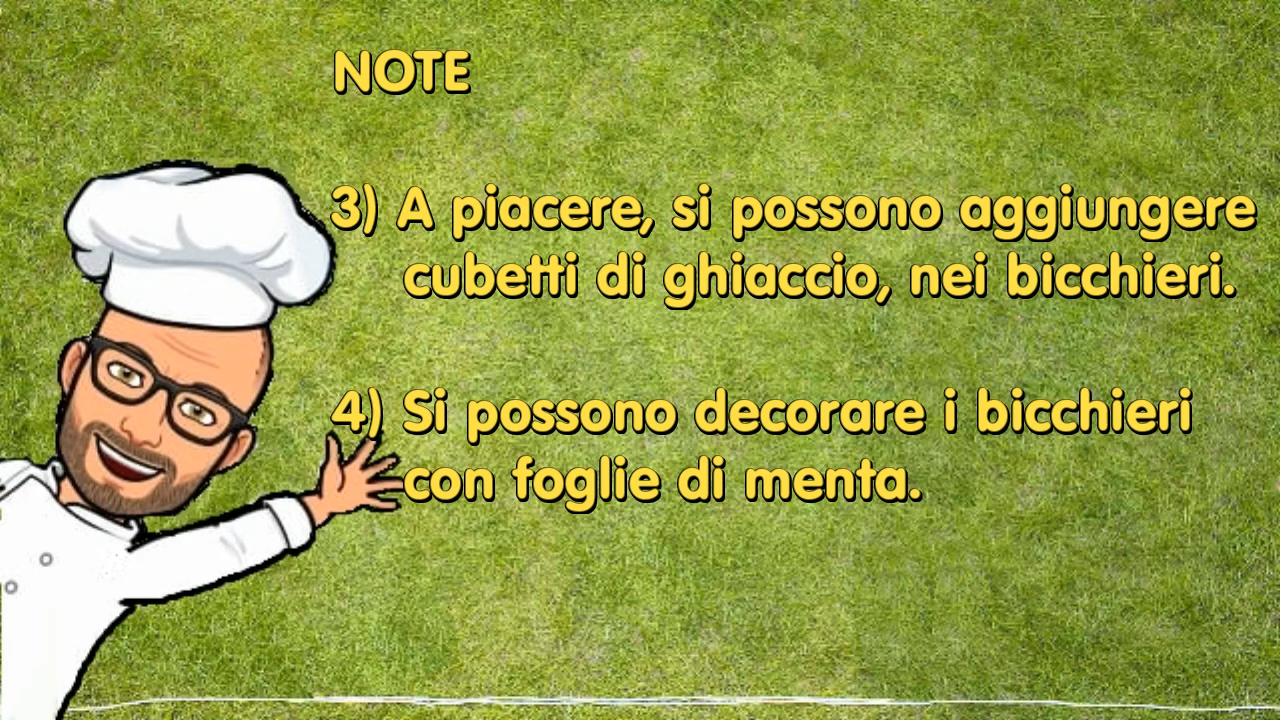 NOTE
3) A piacere, si possono aggiungere
cubetti di ghiaccio, nei bicchieri.
4) Si possono decorare i bicchieri
con foglie di menta.